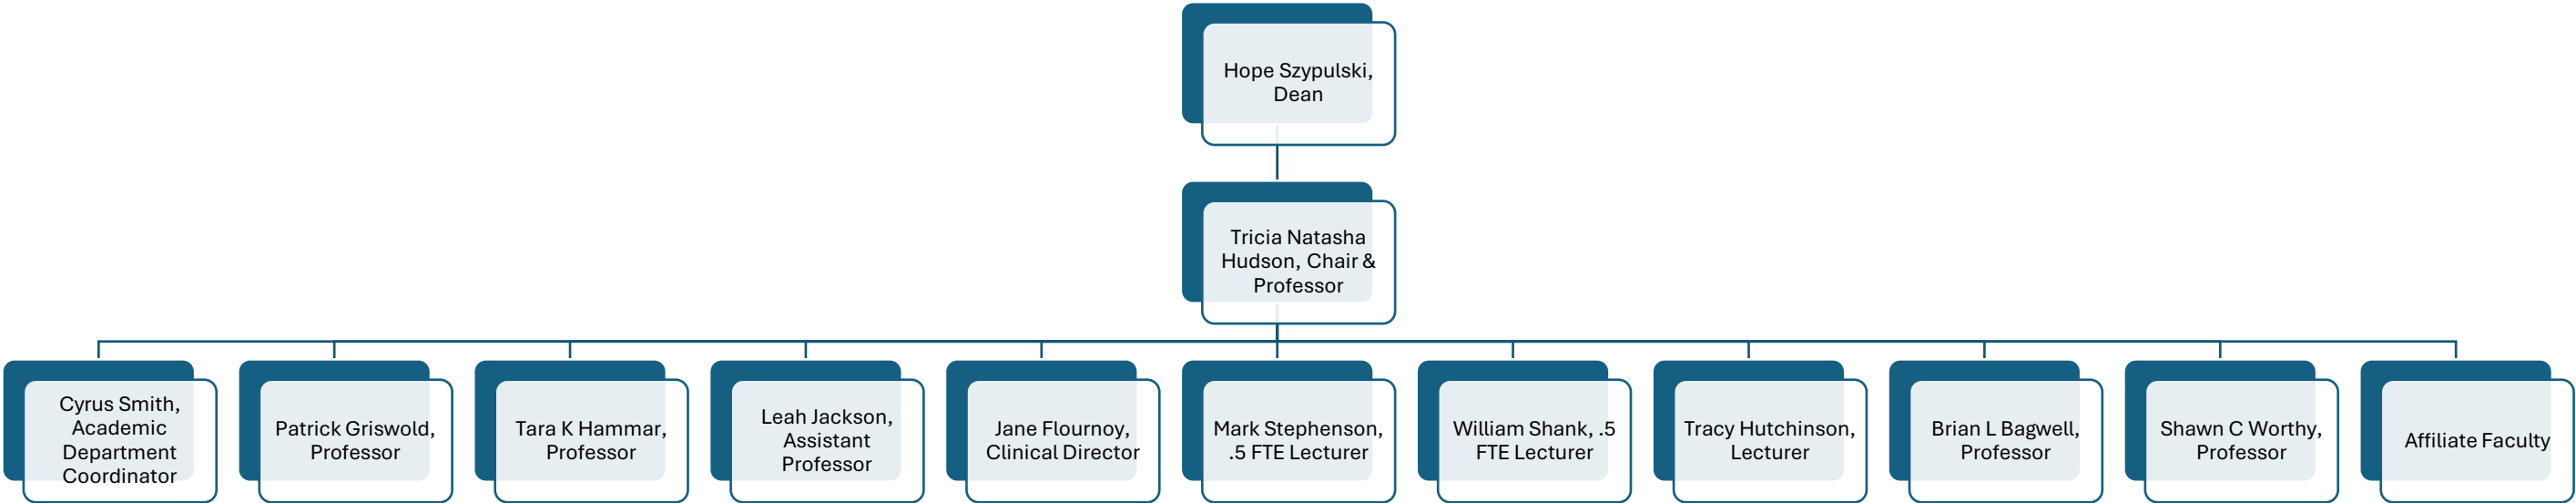 Hope Szypulski,
Dean
Tricia Natasha
Hudson, Chair &
Professor
Cyrus Smith,
Academic
Department
Coordinator
Patrick Griswold,
Professor
Tara K Hammar,
Professor
Leah Jackson,
Assistant
Professor
Jane Flournoy,
Clinical Director
Mark Stephenson,
.5 FTE Lecturer
William Shank, .5
FTE Lecturer
Tracy Hutchinson,
Lecturer
Brian L Bagwell,
Professor
Shawn C Worthy,
Professor
Affiliate Faculty